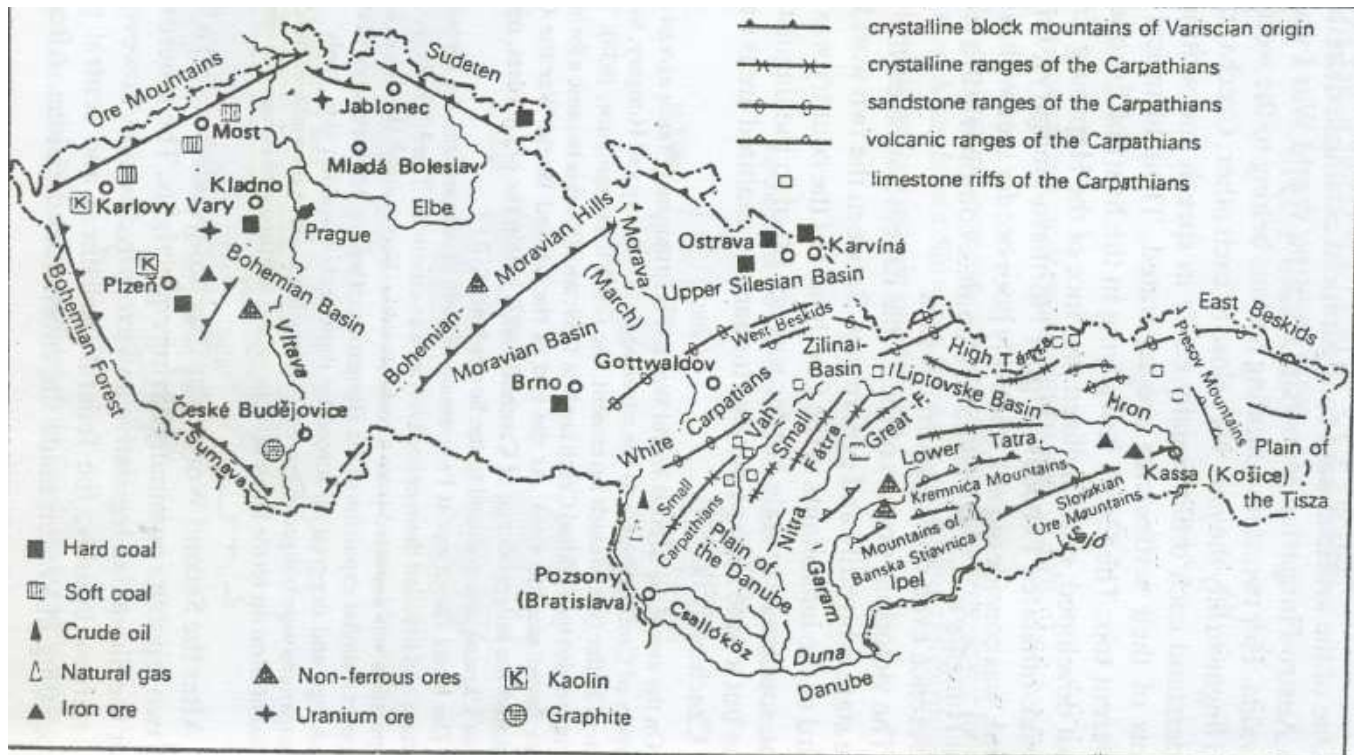 crystalline block mountains of Variscian origin
crystalline ranges of the Carpathians
sandstone ranges of the Carpathians
volcanic ranges of the Carpathians
limestone riffs of the Carpathians
Ore Mountains
Sudeten
Jablonec
Most
Mladá Boleslav
Kladno
K
Karlovy
Vary
Elbe
Prague
K
Plzeň
Bohemian Basin
Bohemian Forest
Vltava
České Budějovice
Šumava
Bohemian-
Moravian Hills
Moravian Basin
Brno
Morava
(March)
Ostrava
Karvíná
Upper Silesian Basin
West Beskids
Gottwaldov
Zilina
Basin
High Tátra
East Beskids
Presov Mountains
Liptovske Basin
Hron
White Carpathians
Vah
Small
Fátra
Great-F.
Lower
Tatra
Kremnica Mountains
Kassa (Košice)
Plain of
the Tisza
Small
Carpathians
Plain of
the Danube
Nitra
Garam
Mountains of
Banska Stiavnica
Ipel
Slovakian
Ore Mountains
Sajó
Pozsony
(Bratislava)
Csallóköz
Duna
Danube
Hard coal
Soft coal
Crude oil
Natural gas
Iron ore
Non-ferrous ores
Uranium ore
K Kaolin
Graphite